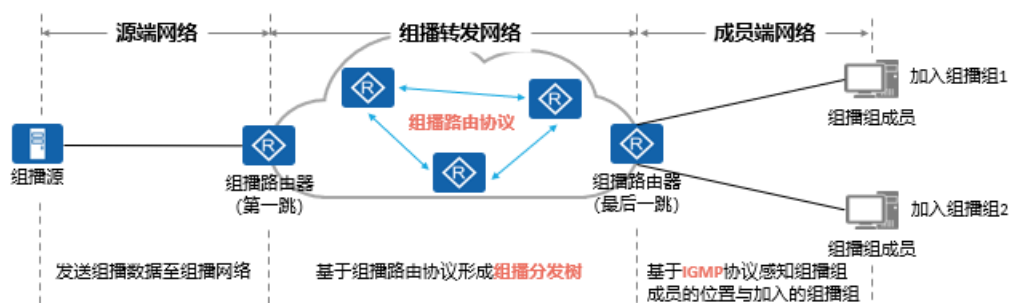 源端网络
组播转发网络
成员端网络
R
R
组播路由协议
R
R
R
组播源
组播路由器
(第一跳)
组播路由器
(最后一跳)
加入组播组1
组播组成员
加入组播组2
组播组成员
发送组播数据至组播网络
基于组播路由协议形成组播分发树
基于IGMP协议感知组播组
成员的位置与加入的组播组